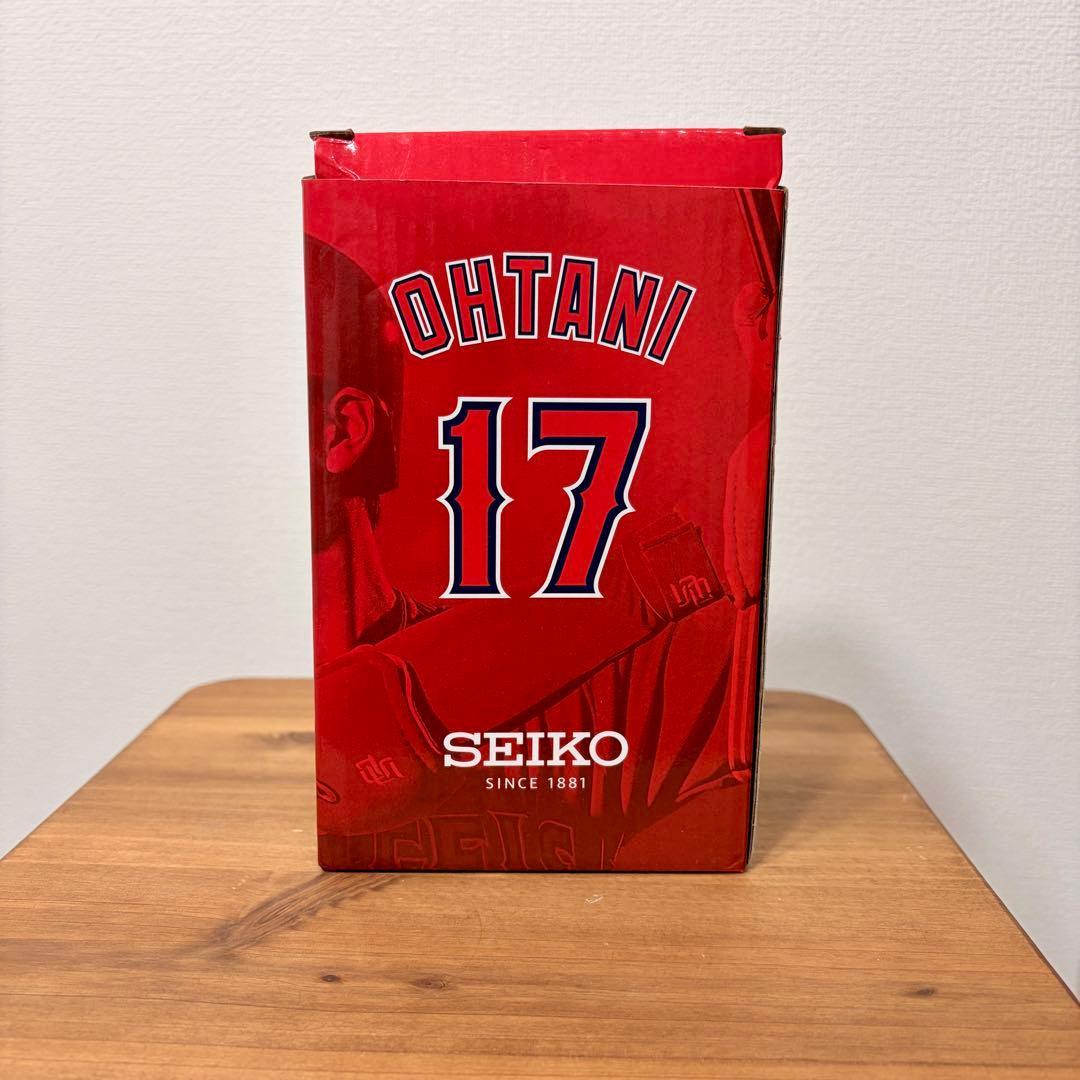 OHTANI
17
SEIKO
SINCE 1881